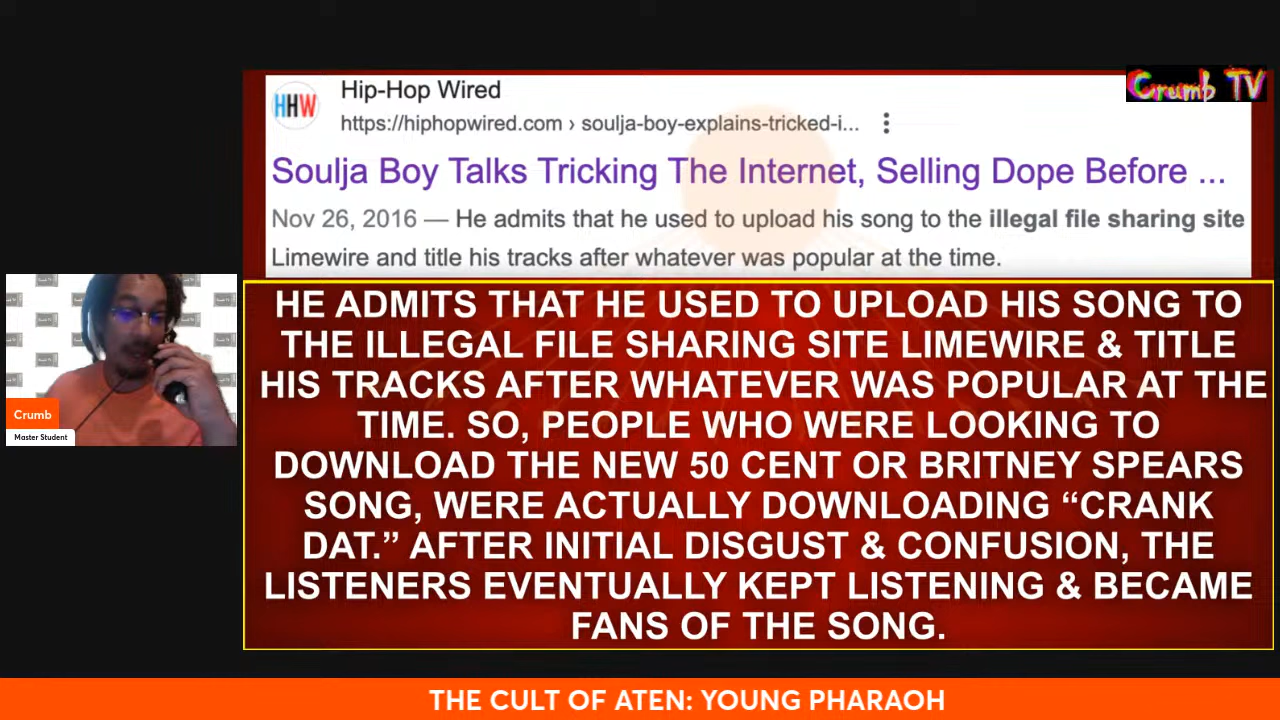 Hip-Hop Wired
HHW
https://hiphopwired.com › soulja-boy-explains-tricked-i...
Crumb TV
Soulja Boy Talks Tricking The Internet, Selling Dope Before ...
Nov 26, 2016 — He admits that he used to upload his song to the illegal file sharing site
Limewire and title his tracks after whatever was popular at the time.
HE ADMITS THAT HE USED TO UPLOAD HIS SONG TO
THE ILLEGAL FILE SHARING SITE LIMEWIRE & TITLE
HIS TRACKS AFTER WHATEVER WAS POPULAR AT THE
TIME. SO, PEOPLE WHO WERE LOOKING TO
DOWNLOAD THE NEW 50 CENT OR BRITNEY SPEARS
SONG, WERE ACTUALLY DOWNLOADING “CRANK
DAT.” AFTER INITIAL DISGUST & CONFUSION, THE
LISTENERS EVENTUALLY KEPT LISTENING & BECAME
FANS OF THE SONG.
Crumb
Master Student
THE CULT OF ATEN: YOUNG PHARAOH